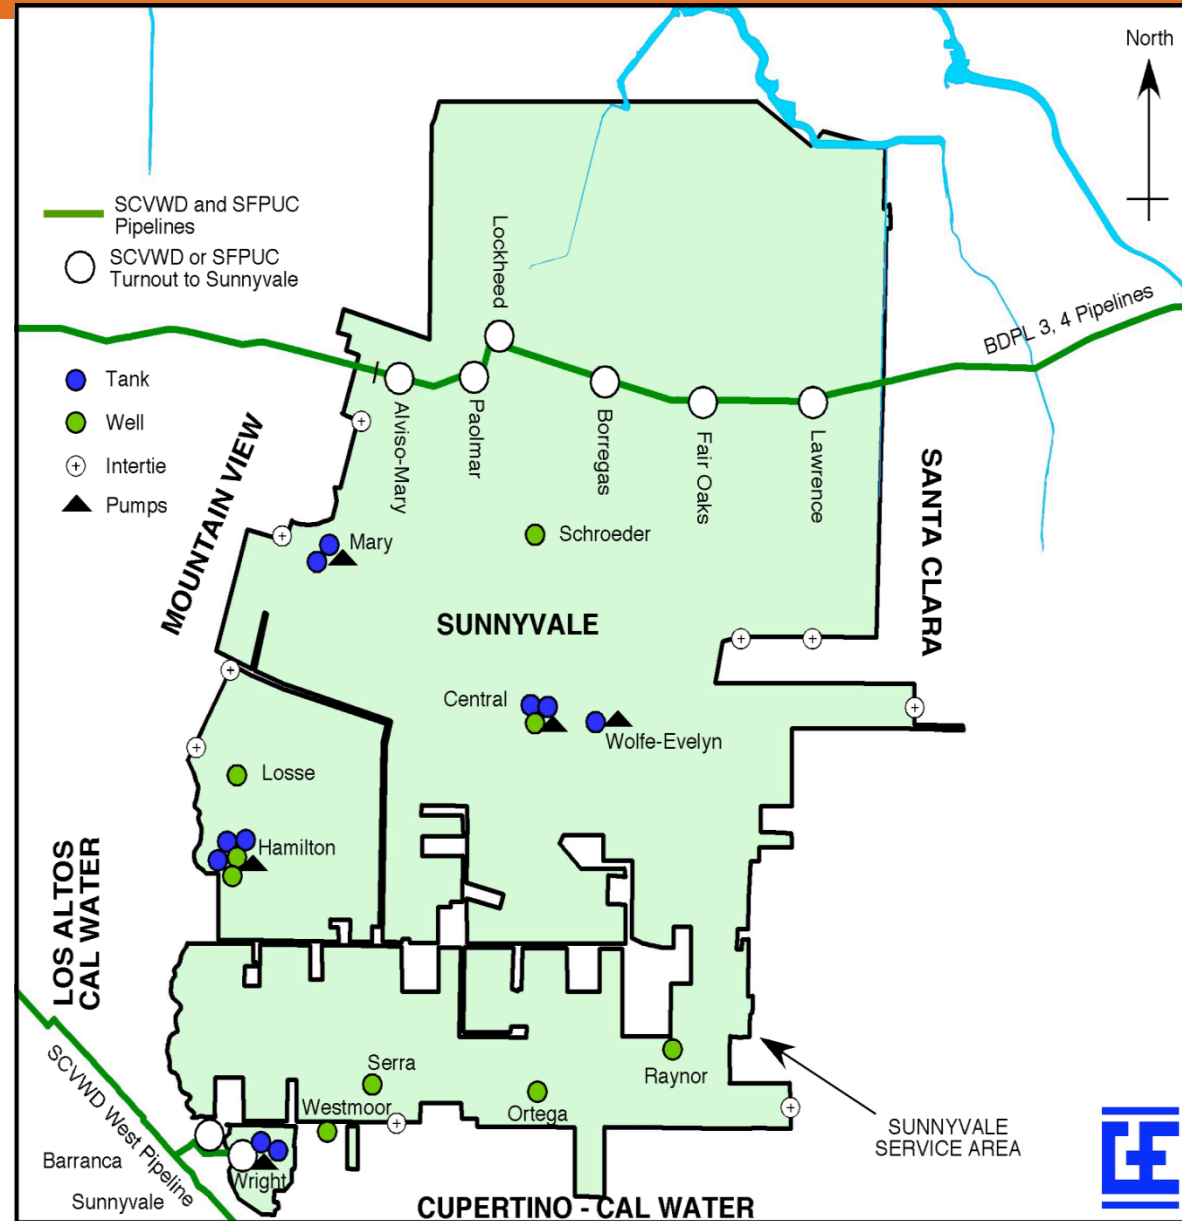 North
SCVWD and SFPUC
Pipelines
SCVWD or SFPUC
Turnout to Sunnyvale
Lockheed
BDPL 3, 4 Pipelines
Tank
Well
Intertie
Pumps
Alviso-Mary
Paolmar
Borregas
Fair Oaks
Lawrence
MOUNTAIN VIEW
SANTA CLARA
Mary
Schroeder
SUNNYVALE
Central
Wolfe-Evelyn
Losse
Hamilton
LOS ALTOS
CAL WATER
SCVWD West Pipeline
Serra
Raynor
Westmoor
Ortega
SUNNYVALE
SERVICE AREA
Barranca
Wright
Sunnyvale
CUPERTINO - CAL WATER